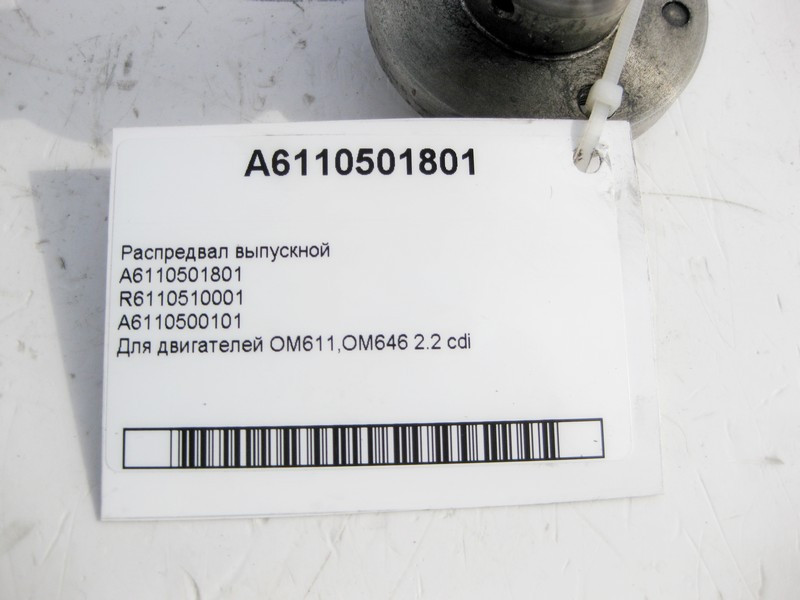 A6110501801
Распредвал выпускной
A6110501801
R6110510001
A6110500101
Для двигателей OM611,OM646 2.2 cdi